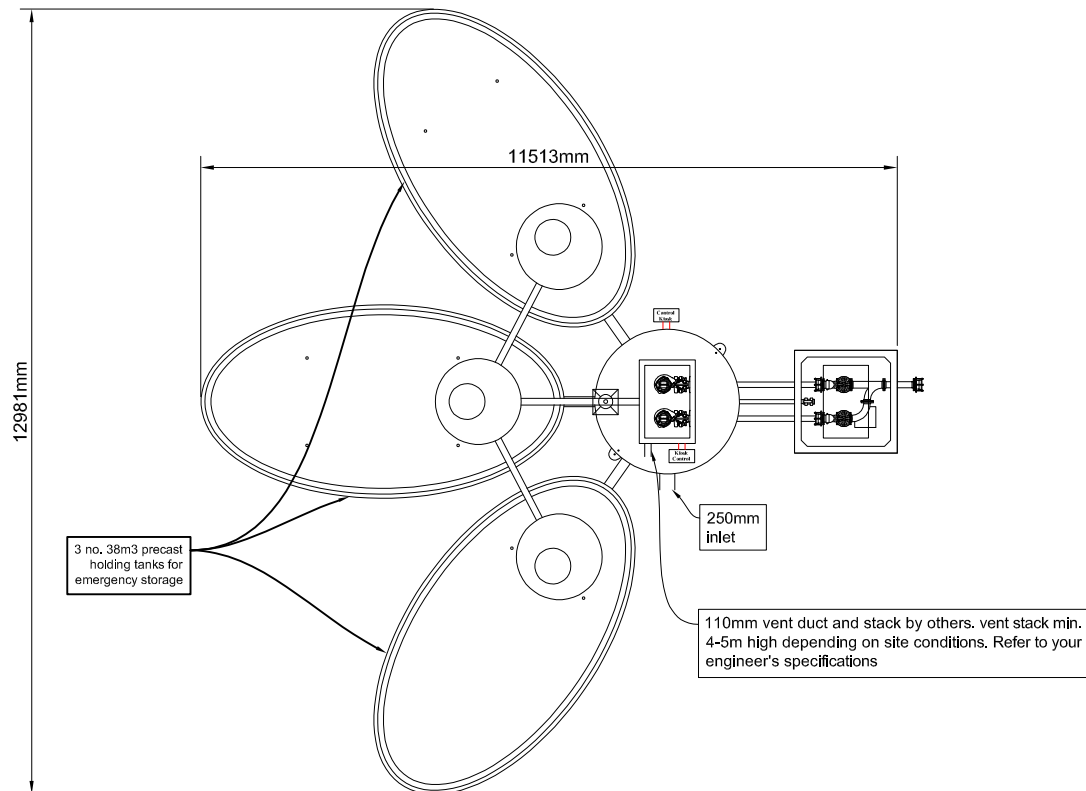 11513mm
12981mm
Control
Kiosk
Kiosk
Control
250mm
inlet
3 no. 38m3 precast
holding tanks for
emergency storage
110mm vent duct and stack by others. vent stack min.
4-5m high depending on site conditions. Refer to your
engineer's specifications